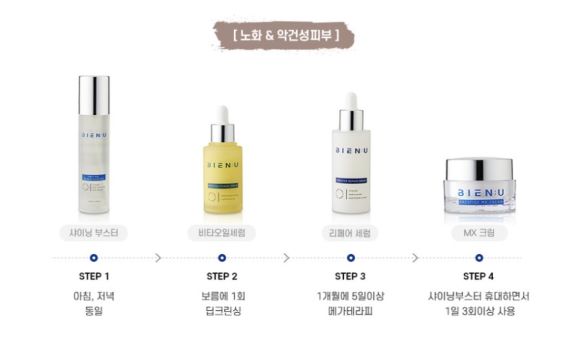 [ 노화 & 악건성피부 ]
BIEN:U
BIEN:U
BIEN:U
BIEN:U
샤이닝 부스터
비타오일세럼
리페어 세럼
MX 크림
STEP 1
STEP 2
STEP 3
STEP 4
아침, 저녁
동일
보름에 1회
딥크린싱
1개월에 5일이상
메가테라피
샤이닝부스터 휴대하면서
1일 3회이상 사용